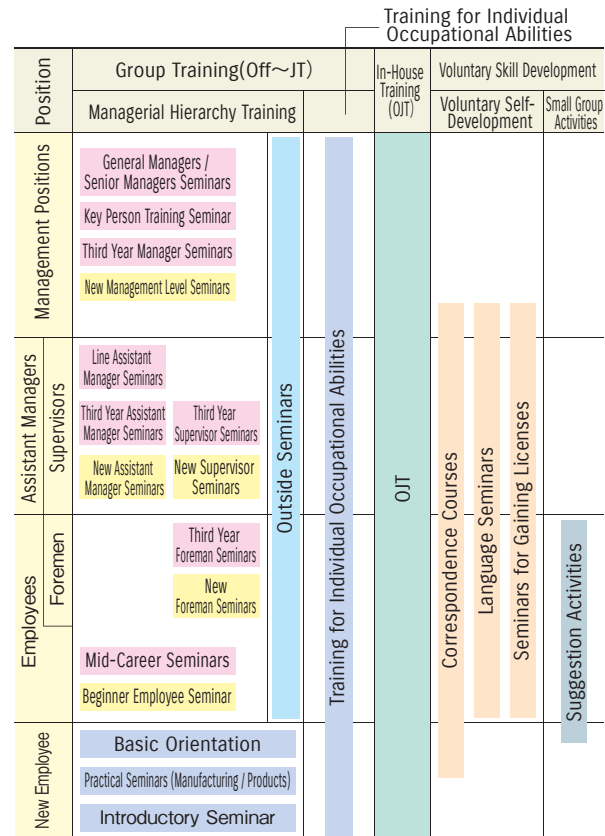 Training for Individual
Occupational Abilities
Position
Group Training(Off～JT)
In-House
Training
(OJT)
Voluntary Skill Development
Managerial Hierarchy Training
Voluntary Self-
Development
Small Group
Activities
Management Positions
General Managers /
Senior Managers Seminars
Key Person Training Seminar
Third Year Manager Seminars
New Management Level Seminars
Assistant Managers
Supervisors
Line Assistant
Manager Seminars
Third Year Assistant
Manager Seminars
Third Year
Supervisor Seminars
New Assistant
Manager Seminars
New Supervisor
Seminars
Employees
Foremen
Third Year
Foreman Seminars
New
Foreman Seminars
Mid-Career Seminars
Beginner Employee Seminar
New Employee
Basic Orientation
Practical Seminars (Manufacturing / Products)
Introductory Seminar
Outside Seminars
Training for Individual Occupational Abilities
OJT
Correspondence Courses
Language Seminars
Seminars for Gaining Licenses
Suggestion Activities